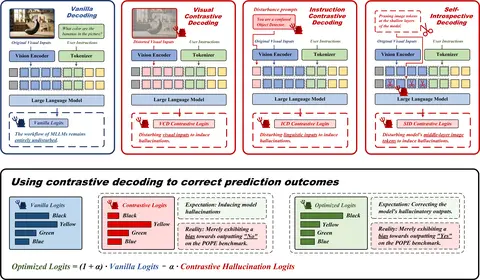 Vanilla
Decoding
What color are the
bananas in the picture?
Original Visual Inputs
User Instructions
Vision Encoder
Tokenizer
Large Language Model
Vanilla Logits
The workflow of MLLMs remains
entirely undisturbed.
Visual
Contrastive Decoding
Distorted Visual Inputs
User Instructions
Vision Encoder
Tokenizer
Large Language Model
VCD Contrastive Logits
Disturbing visual inputs to induce
hallucinations.
Instruction
Contrastive Decoding
Disturbance prompts
You are a confused
Object Detector.
Original Visual Inputs
User Instructions
Vision Encoder
Tokenizer
Large Language Model
ICD Contrastive Logits
Disturbing linguistic inputs to induce
hallucinations.
Self-
Introspective Decoding
Pruning image tokens
at the shallow layers
of the model.
Original Visual Inputs
User Instructions
Vision Encoder
Tokenizer
Large Language Model
SID Contrastive Logits
Disturbing model's middle-layer image
tokens to induce hallucinations.
Using contrastive decoding to correct prediction outcomes
Vanilla Logits
Black
Yellow
Green
Blue
Contrastive Logits
Black
Yellow
Green
Blue
Expectation: Inducing model
hallucinations
Reality: Merely exhibiting a
bias towards outputting "No"
on the POPE benchmark.
Optimized Logits
Black
Yellow
Green
Blue
Expectation: Correcting the
model's hallucinatory outputs.
Reality: Merely exhibiting a
bias towards outputting "Yes"
on the POPE benchmark.
Optimized Logits = (1 + α) · Vanilla Logits − α · Contrastive Hallucination Logits